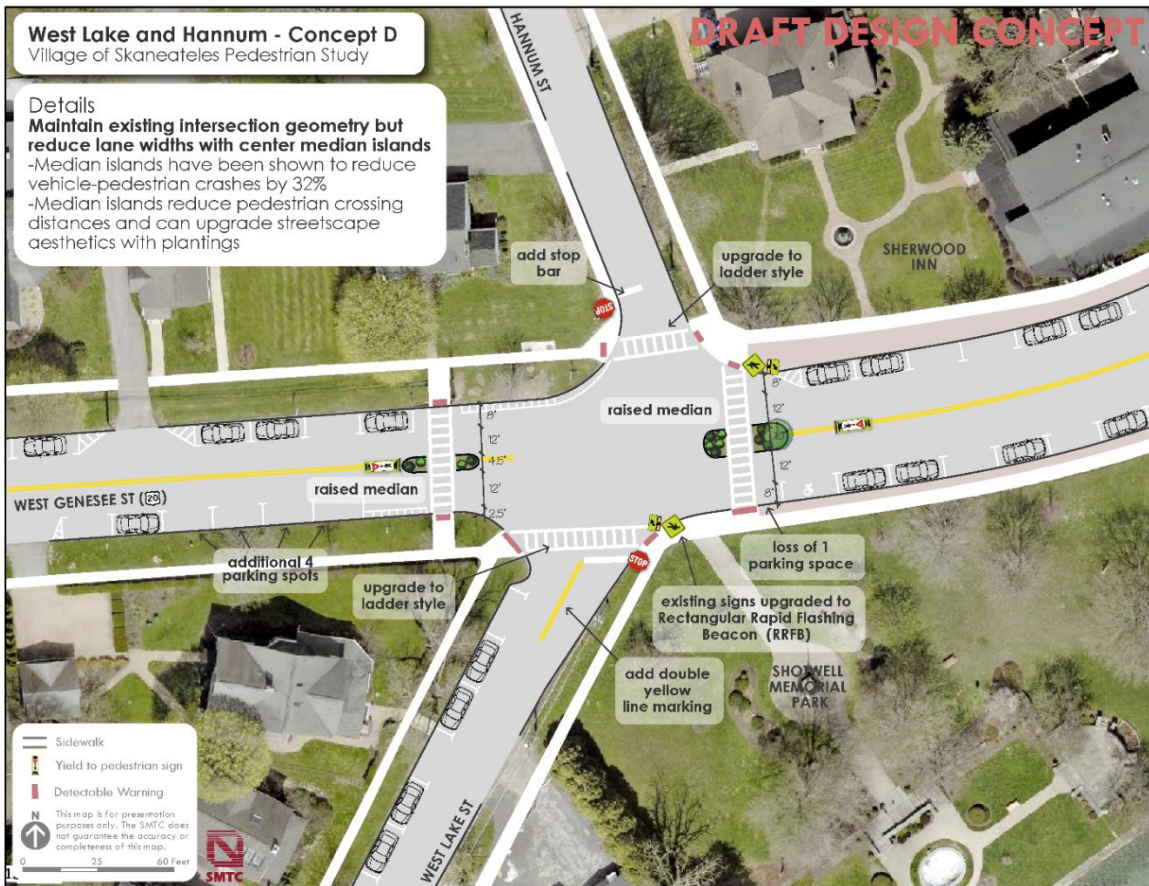 West Lake and Hannum - Concept D
Village of Skaneateles Pedestrian Study
DRAFT DESIGN CONCEPT
Details
Maintain existing intersection geometry but
reduce lane widths with center median islands
-Median islands have been shown to reduce
vehicle-pedestrian crashes by 32%
-Median islands reduce pedestrian crossing
distances and can upgrade streetscape
aesthetics with plantings
HANNUM ST
add stop
bar
upgrade to
ladder style
SHERWOOD
INN
STOP
raised median
8'
12'
12'
8'
8'
12'
4.5'
12'
2.5'
WEST GENESEE ST (20)
raised median
additional 4
parking spots
upgrade to
ladder style
STOP
loss of 1
parking space
existing signs upgraded to
Rectangular Rapid Flashing
Beacon (RRFB)
add double
yellow
line marking
SHOTWELL
MEMORIAL
PARK
WEST LAKE ST
Sidewalk
Yield to pedestrian sign
Detectable Warning
N
This map is for presentation
purposes only. The SMTC does
not guarantee the accuracy or
completeness of this map.
0 25 60 Feet
SMTC